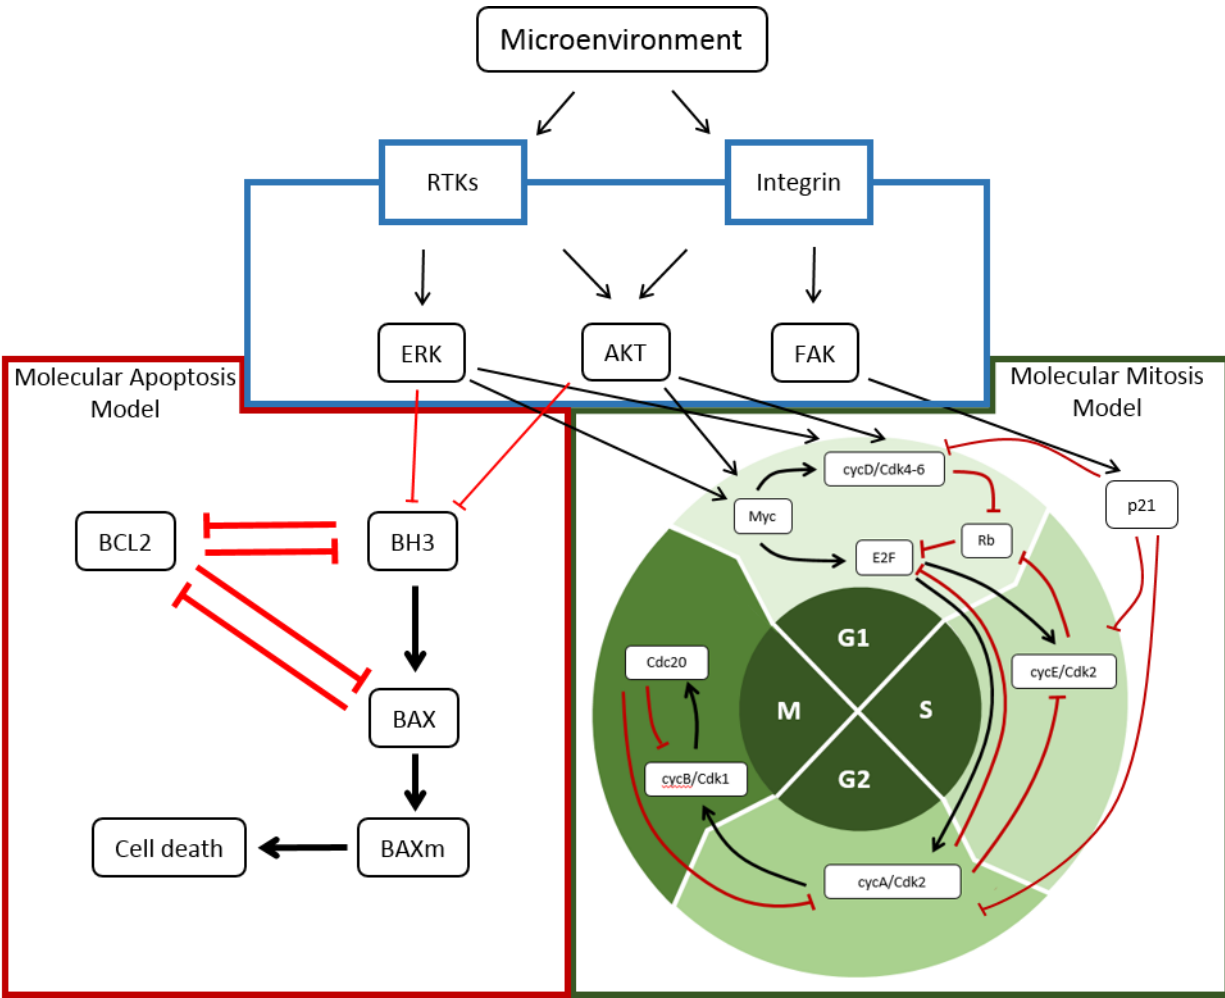 Microenvironment
RTKs
Integrin
ERK
AKT
FAK
Molecular Apoptosis
Model
Molecular Mitosis
Model
cycD/Cdk4-6
p21
Myc
BCL2
BH3
Rb
E2F
G1
Cdc20
cycE/Cdk2
M
S
BAX
cycB/Cdk1
G2
Cell death
BAXm
cycA/Cdk2